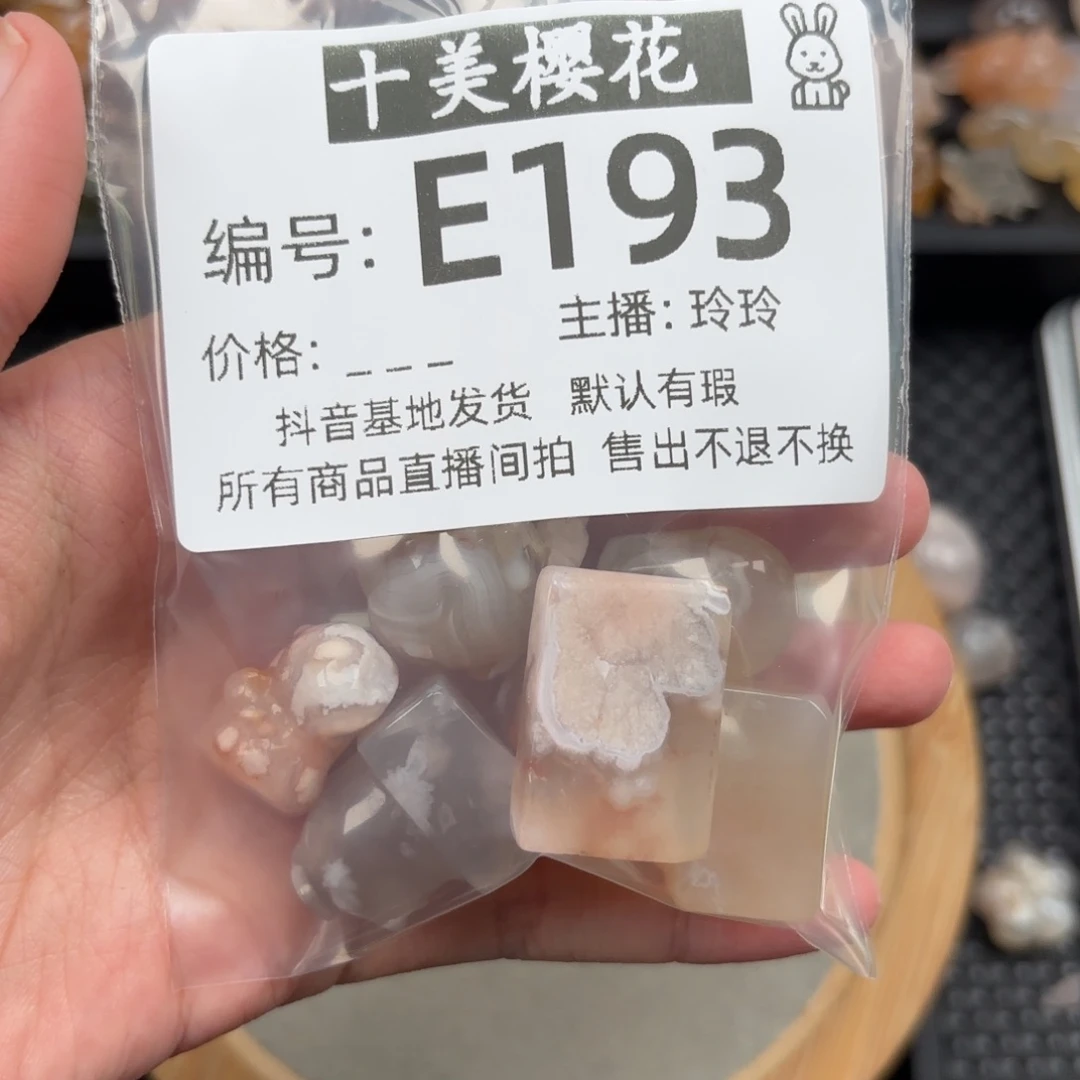 十美樱花
编号: E193
主播: 玲玲
价格: _ _ _
抖音基地发货 默认有瑕
所有商品直播间拍 售出不退不换